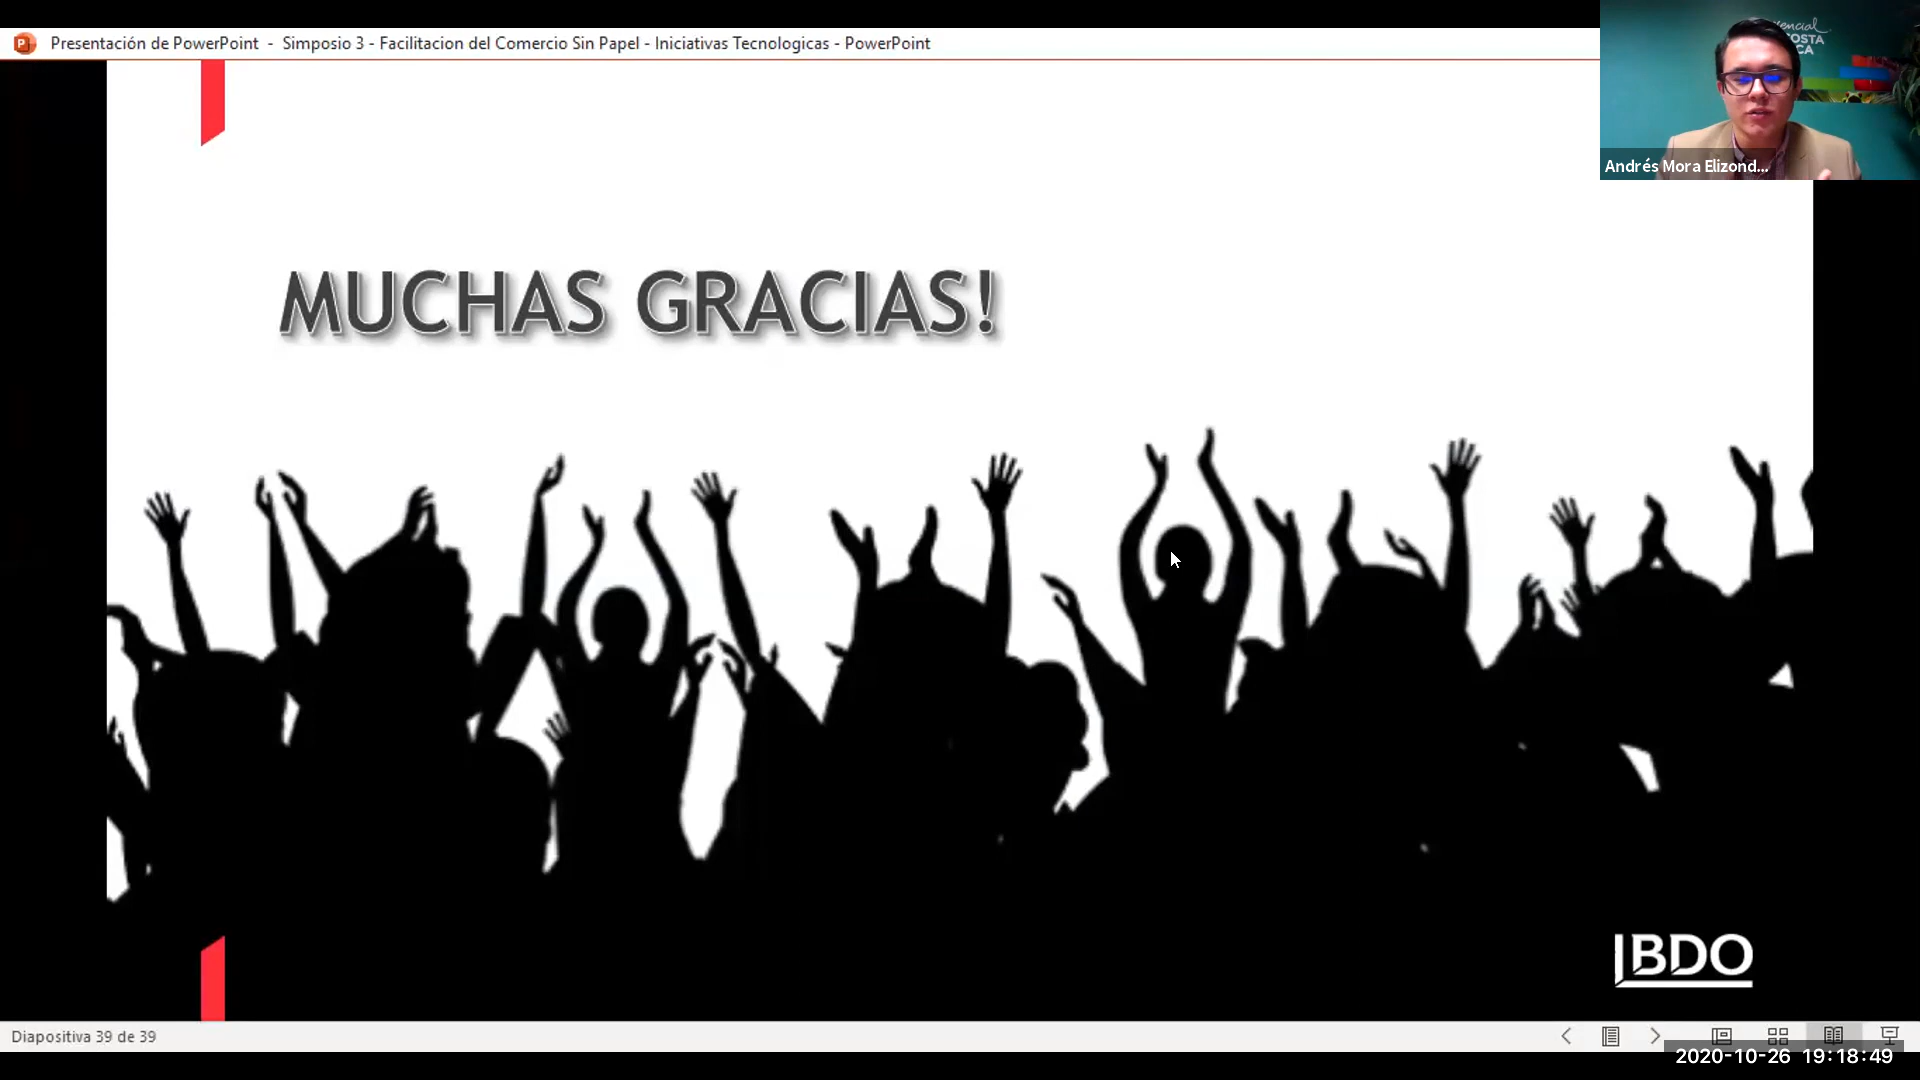 Presentación de PowerPoint - Simposio 3 - Facilitacion del Comercio Sin Papel - Iniciativas Tecnologicas - PowerPoint
Andrés Mora Elizond...
MUCHAS GRACIAS!
BDO
Diapositiva 39 de 39
2020-10-26 19:18:49